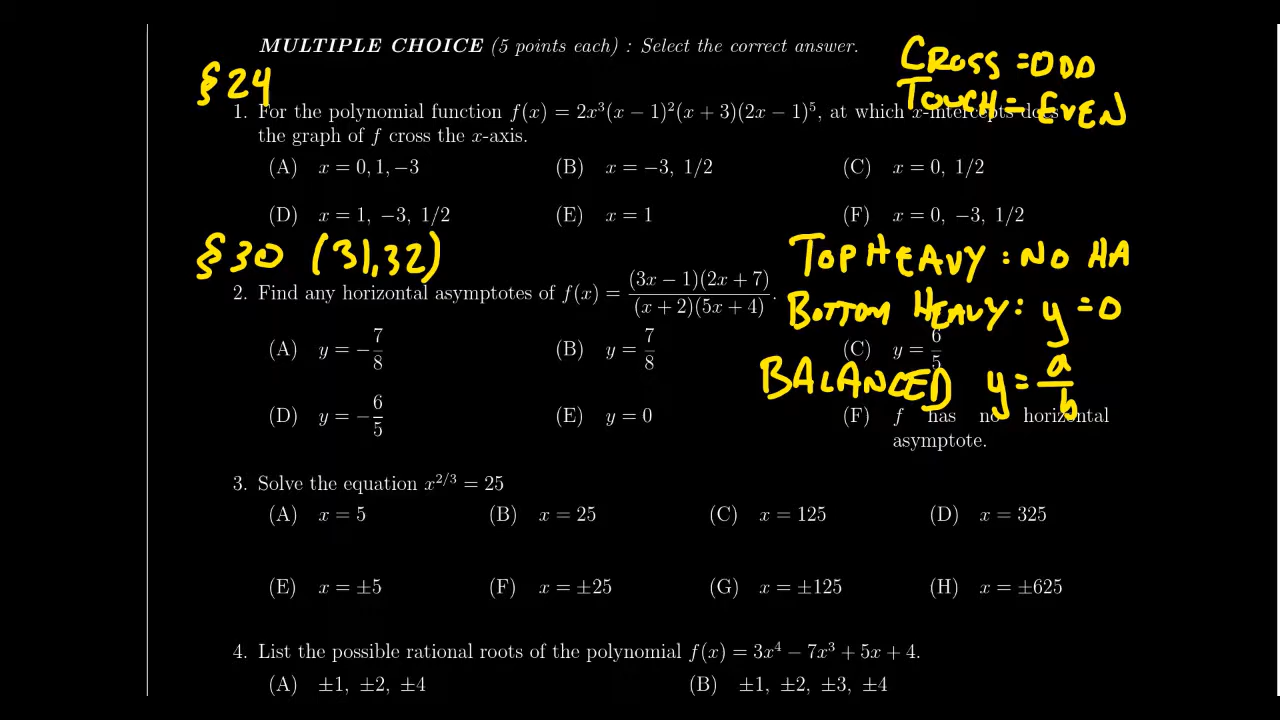 MULTIPLE CHOICE (5 points each) : Select the correct answer.
CROSS = ODD
§ 24
TOUCH = EVEN
1. For the polynomial function f(x) = 2x³(x − 1)²(x + 3)(2x − 1)⁵, at which x-intercepts does
the graph of f cross the x-axis.
(A) x = 0, 1, −3 (B) x = −3, 1/2 (C) x = 0, 1/2
(D) x = 1, −3, 1/2 (E) x = 1 (F) x = 0, −3, 1/2
§ 30 (31,32)
TOP HEAVY : NO HA
2. Find any horizontal asymptotes of f(x) = (3x − 1)(2x + 7) / (x + 2)(5x + 4).
BOTTOM HEAVY: y = 0
(A) y = −7/8 (B) y = 7/8 (C) y = 6/5
BALANCED y = a/b
(D) y = −6/5 (E) y = 0 (F) f has no horizontal
asymptote.
3. Solve the equation x^{2/3} = 25
(A) x = 5 (B) x = 25 (C) x = 125 (D) x = 325
(E) x = ±5 (F) x = ±25 (G) x = ±125 (H) x = ±625
4. List the possible rational roots of the polynomial f(x) = 3x⁴ − 7x³ + 5x + 4.
(A) ±1, ±2, ±4 (B) ±1, ±2, ±3, ±4